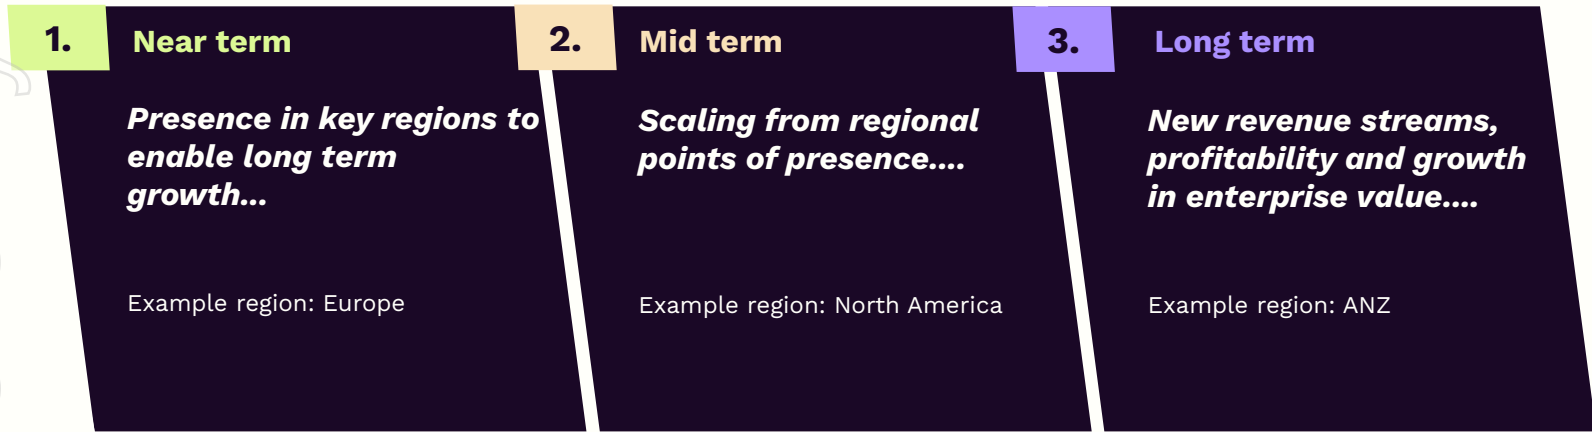 1.
Near term
Presence in key regions to
enable long term
growth...
Example region: Europe
2.
Mid term
Scaling from regional
points of presence....
Example region: North America
3.
Long term
New revenue streams,
profitability and growth
in enterprise value....
Example region: ANZ